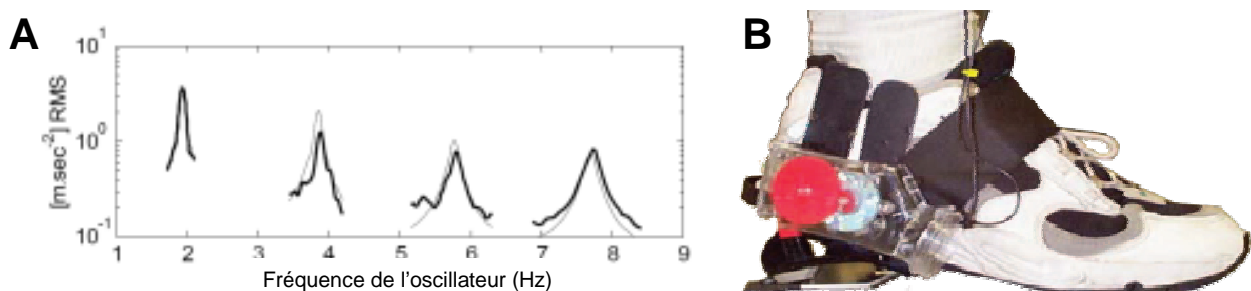 A
[m.sec⁻²] RMS
10¹
10⁰
10⁻¹
1 2 3 4 5 6 7 8 9
Fréquence de l'oscillateur (Hz)
B